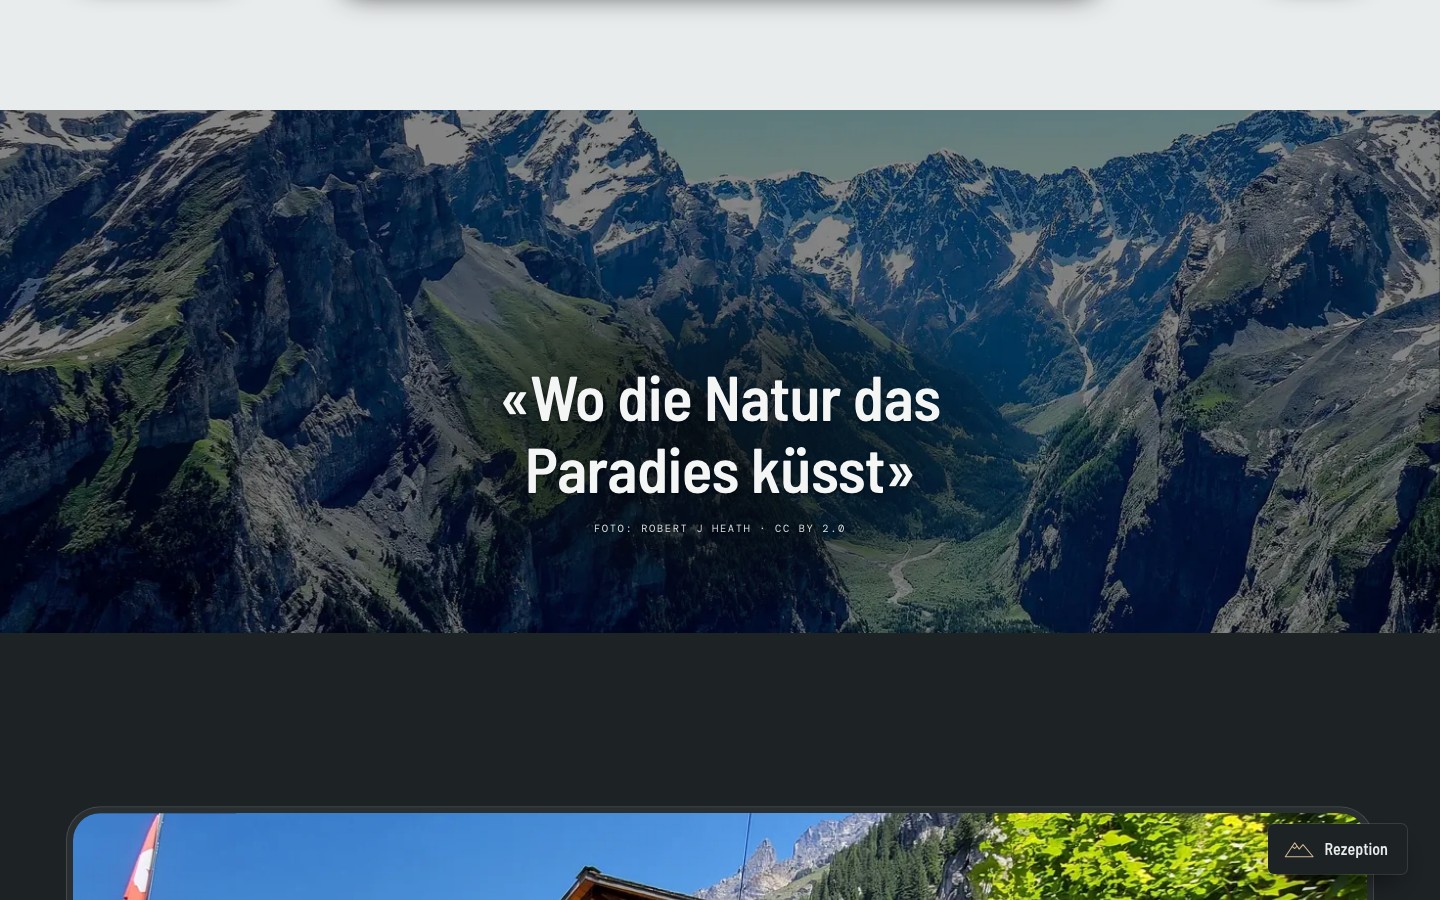 «Wo die Natur das
Paradies küsst»
FOTO: ROBERT J HEATH · CC BY 2.0
Rezeption